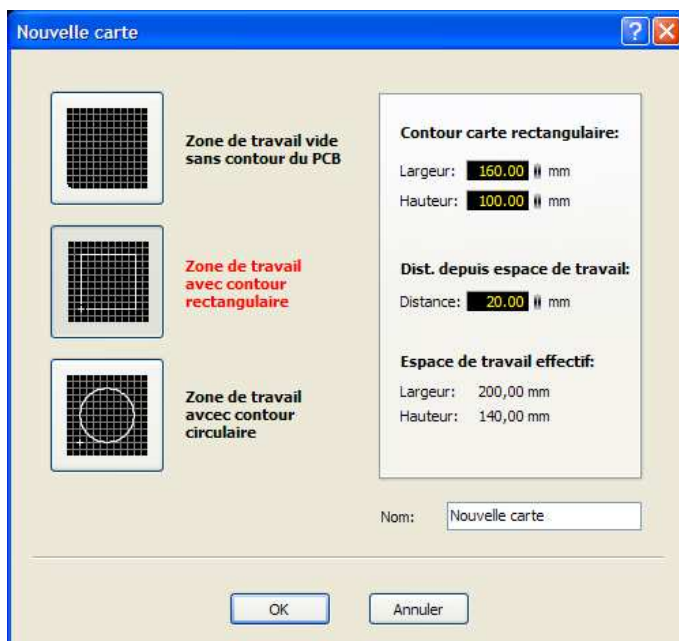 Nouvelle carte
Zone de travail vide
sans contour du PCB
Zone de travail
avec contour
rectangulaire
Zone de travail
avcec contour
circulaire
Contour carte rectangulaire:
Largeur: 160.00 mm
Hauteur: 100.00 mm
Dist. depuis espace de travail:
Distance: 20.00 mm
Espace de travail effectif:
Largeur: 200,00 mm
Hauteur: 140,00 mm
Nom: Nouvelle carte
OK Annuler